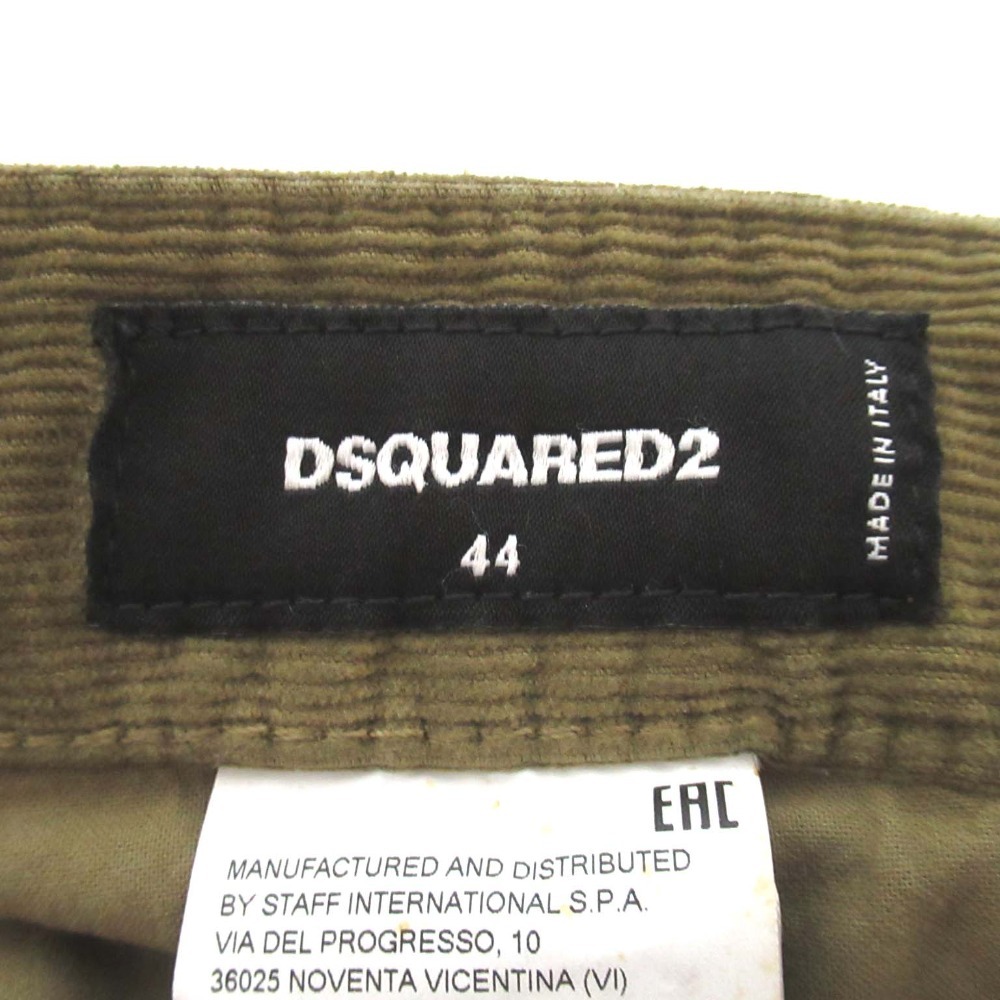 DSQUARED2
44
MADE IN ITALY
EAC
MANUFACTURED AND DISTRIBUTED
BY STAFF INTERNATIONAL S.P.A.
VIA DEL PROGRESSO, 10
36025 NOVENTA VICENTINA (VI)